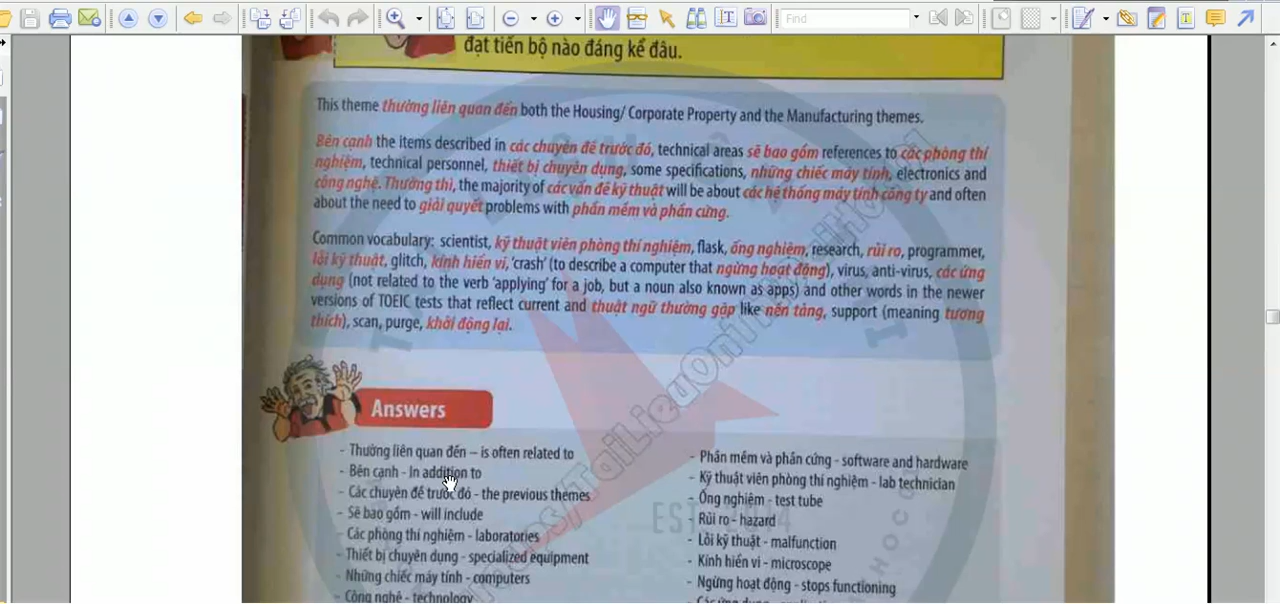 Find
đạt tiến bộ nào đáng kể đâu.
This theme thường liên quan đến both the Housing/ Corporate Property and the Manufacturing themes.
Bên cạnh the items described in các chuyên đề trước đó, technical areas sẽ bao gồm references to các phòng thí
nghiệm, technical personnel, thiết bị chuyên dụng, some specifications, những chiếc máy tính, electronics and
công nghệ. Thường thì, the majority of các vấn đề kỹ thuật will be about các hệ thống máy tính công ty and often
about the need to giải quyết problems with phần mềm và phần cứng.
Common vocabulary: scientist, kỹ thuật viên phòng thí nghiệm, flask, ống nghiệm, research, rủi ro, programmer,
lỗi kỹ thuật, glitch, kính hiển vi, 'crash' (to describe a computer that ngừng hoạt động), virus, anti-virus, các ứng
dụng (not related to the verb 'applying' for a job, but a noun also known as apps) and other words in the newer
versions of TOEIC tests that reflect current and thuật ngữ thường gặp like nền tảng, support (meaning tương
thích), scan, purge, khởi động lại.
Answers
- Thường liên quan đến – is often related to
- Bên cạnh - In addition to
- Các chuyên đề trước đó - the previous themes
- Sẽ bao gồm - will include
- Các phòng thí nghiệm - laboratories
- Thiết bị chuyên dụng - specialized equipment
- Những chiếc máy tính - computers
- Công nghệ - technology
- Phần mềm và phần cứng - software and hardware
- Kỹ thuật viên phòng thí nghiệm - lab technician
- Ống nghiệm - test tube
- Rủi ro - hazard
- Lỗi kỹ thuật - malfunction
- Kính hiển vi - microscope
- Ngừng hoạt động - stops functioning
EST. 2014